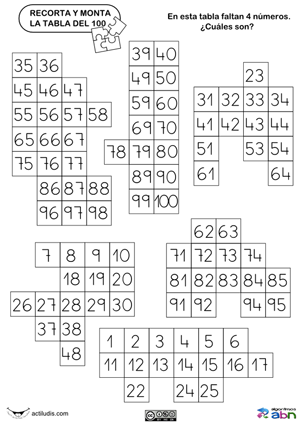 RECORTA Y MONTA
LA TABLA DEL 100
En esta tabla faltan 4 números.
¿Cuáles son?
35 36
45 46 47
55 56 57 58
65 66 67
75 76 77
86 87 88
96 97 98
39 40
49 50
59 60
69 70
78 79 80
89 90
99 100
23
31 32 33 34
41 42 43 44
51 53 54
61 64
7 8 9 10
18 19 20
26 27 28 29 30
37 38
48
62 63
71 72 73 74
81 82 83 84 85
91 92 94 95
1 2 3 4 5 6
11 12 13 14 15 16 17
22 24 25
actiludis.com
algoritmos
abn